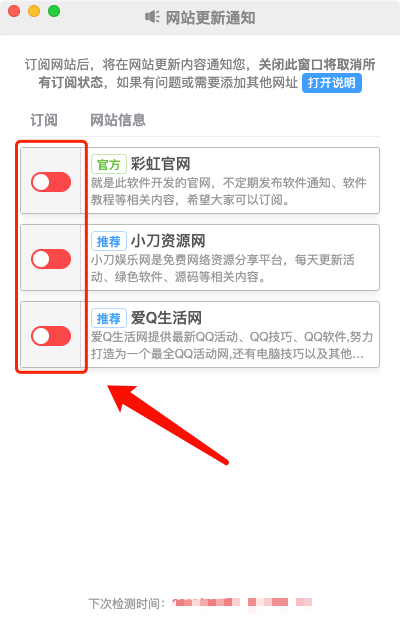 网站更新通知
订阅网站后，将在网站更新内容通知您，关闭此窗口将取消所
有订阅状态，如果有问题或需要添加其他网址 打开说明
订阅 网站信息
官方 彩虹官网
就是此软件开发的官网，不定期发布软件通知、软件
教程等相关内容，希望大家可以订阅。
推荐 小刀资源网
小刀娱乐网是免费网络资源分享平台，每天更新活
动、绿色软件、源码等相关内容。
推荐 爱Q生活网
爱Q生活网提供最新QQ活动、QQ技巧、QQ软件,努力
打造为一个最全QQ活动网,还有电脑技巧以及其他...
下次检测时间：